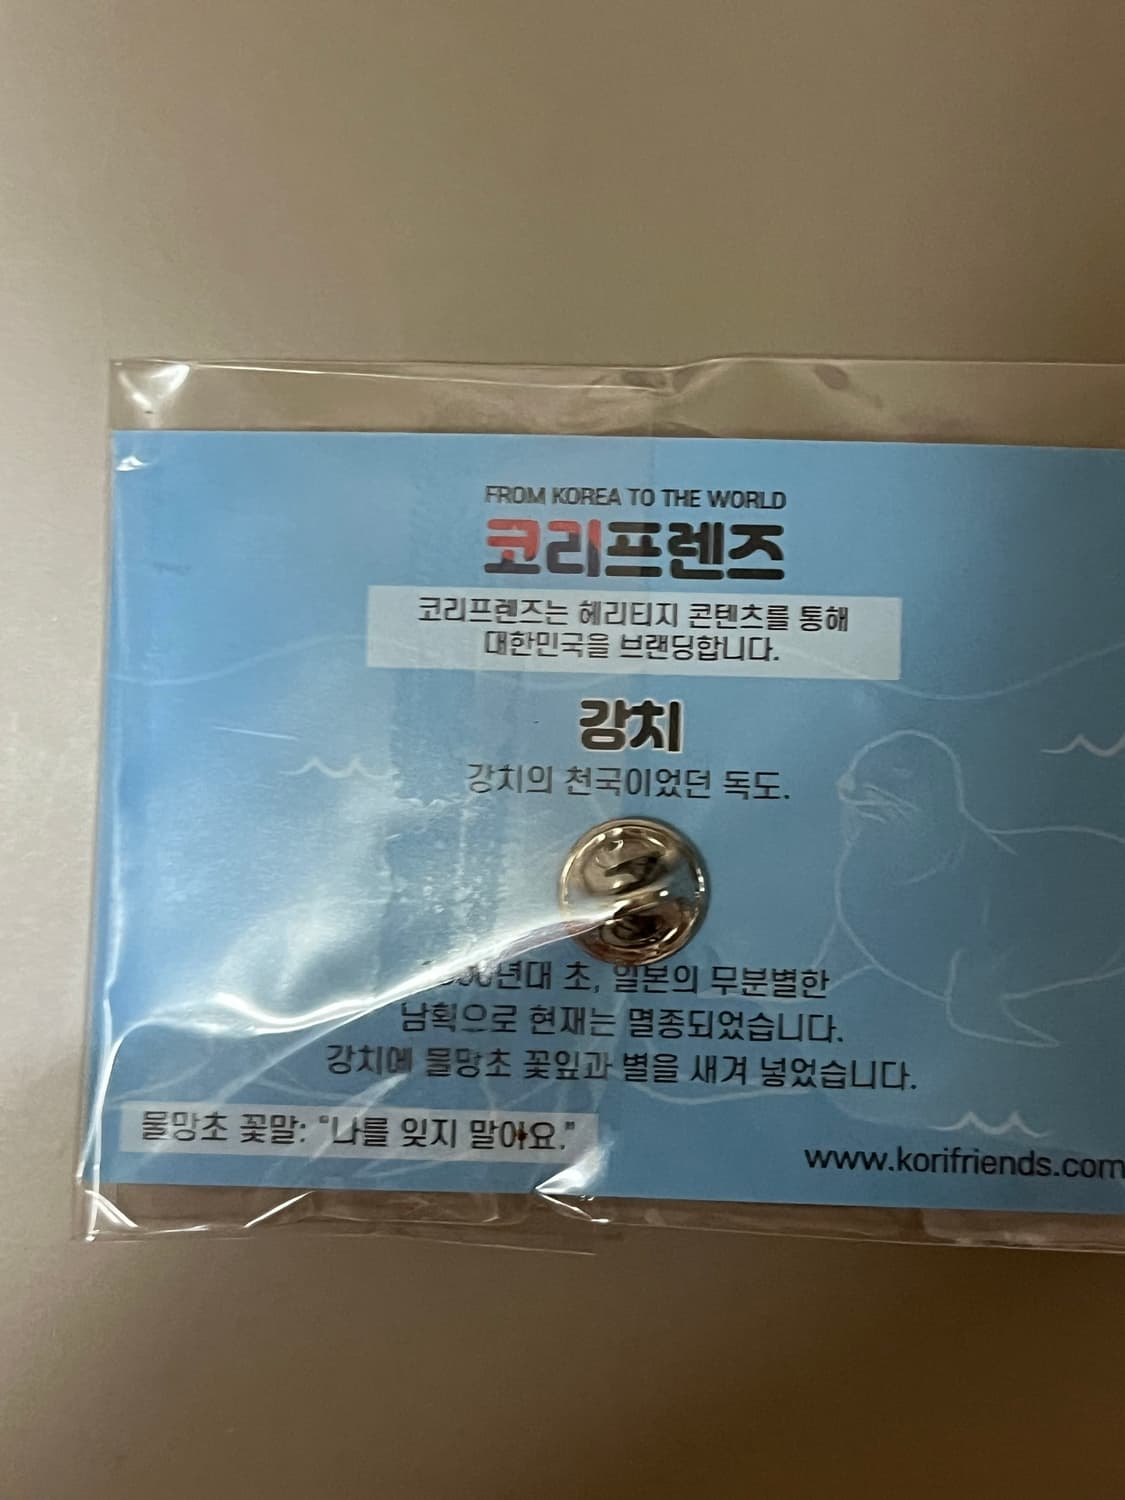 FROM KOREA TO THE WORLD
코리프렌즈
코리프렌즈는 헤리티지 콘텐츠를 통해
대한민국을 브랜딩합니다.
강치
강치의 천국이었던 독도.
초, 일본의 무분별한
남획으로 현재는 멸종되었습니다.
강치에 물망초 꽃잎과 별을 새겨 넣었습니다.
물망초 꽃말: "나를 잊지 말아요."
www.korifriends.com